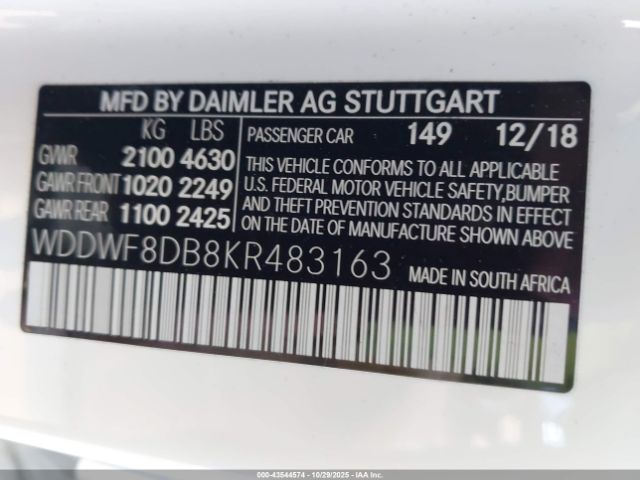 MFD BY DAIMLER AG STUTTGART
KG LBS
GVWR 2100 4630
GAWR FRONT 1020 2249
GAWR REAR 1100 2425
PASSENGER CAR 149 12/18
THIS VEHICLE CONFORMS TO ALL APPLICABLE
U.S. FEDERAL MOTOR VEHICLE SAFETY,BUMPER
AND THEFT PREVENTION STANDARDS IN EFFECT
ON THE DATE OF MANUFACTURE SHOWN ABOVE
WDDWF8DB8KR483163
MADE IN SOUTH AFRICA
000-43544574 | 10/29/2025 | IAA Inc.